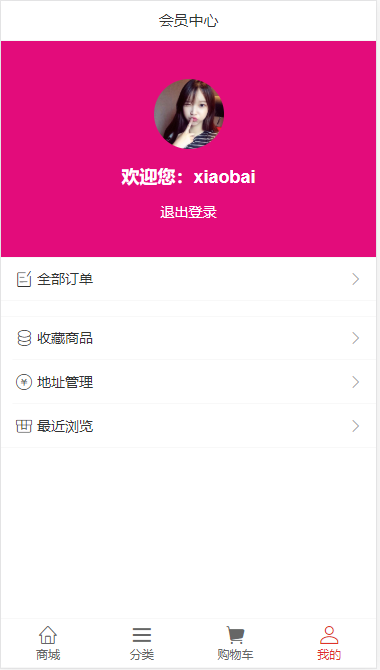 会员中心
欢迎您：xiaobai
退出登录
全部订单
收藏商品
地址管理
最近浏览
商城 分类 购物车 我的